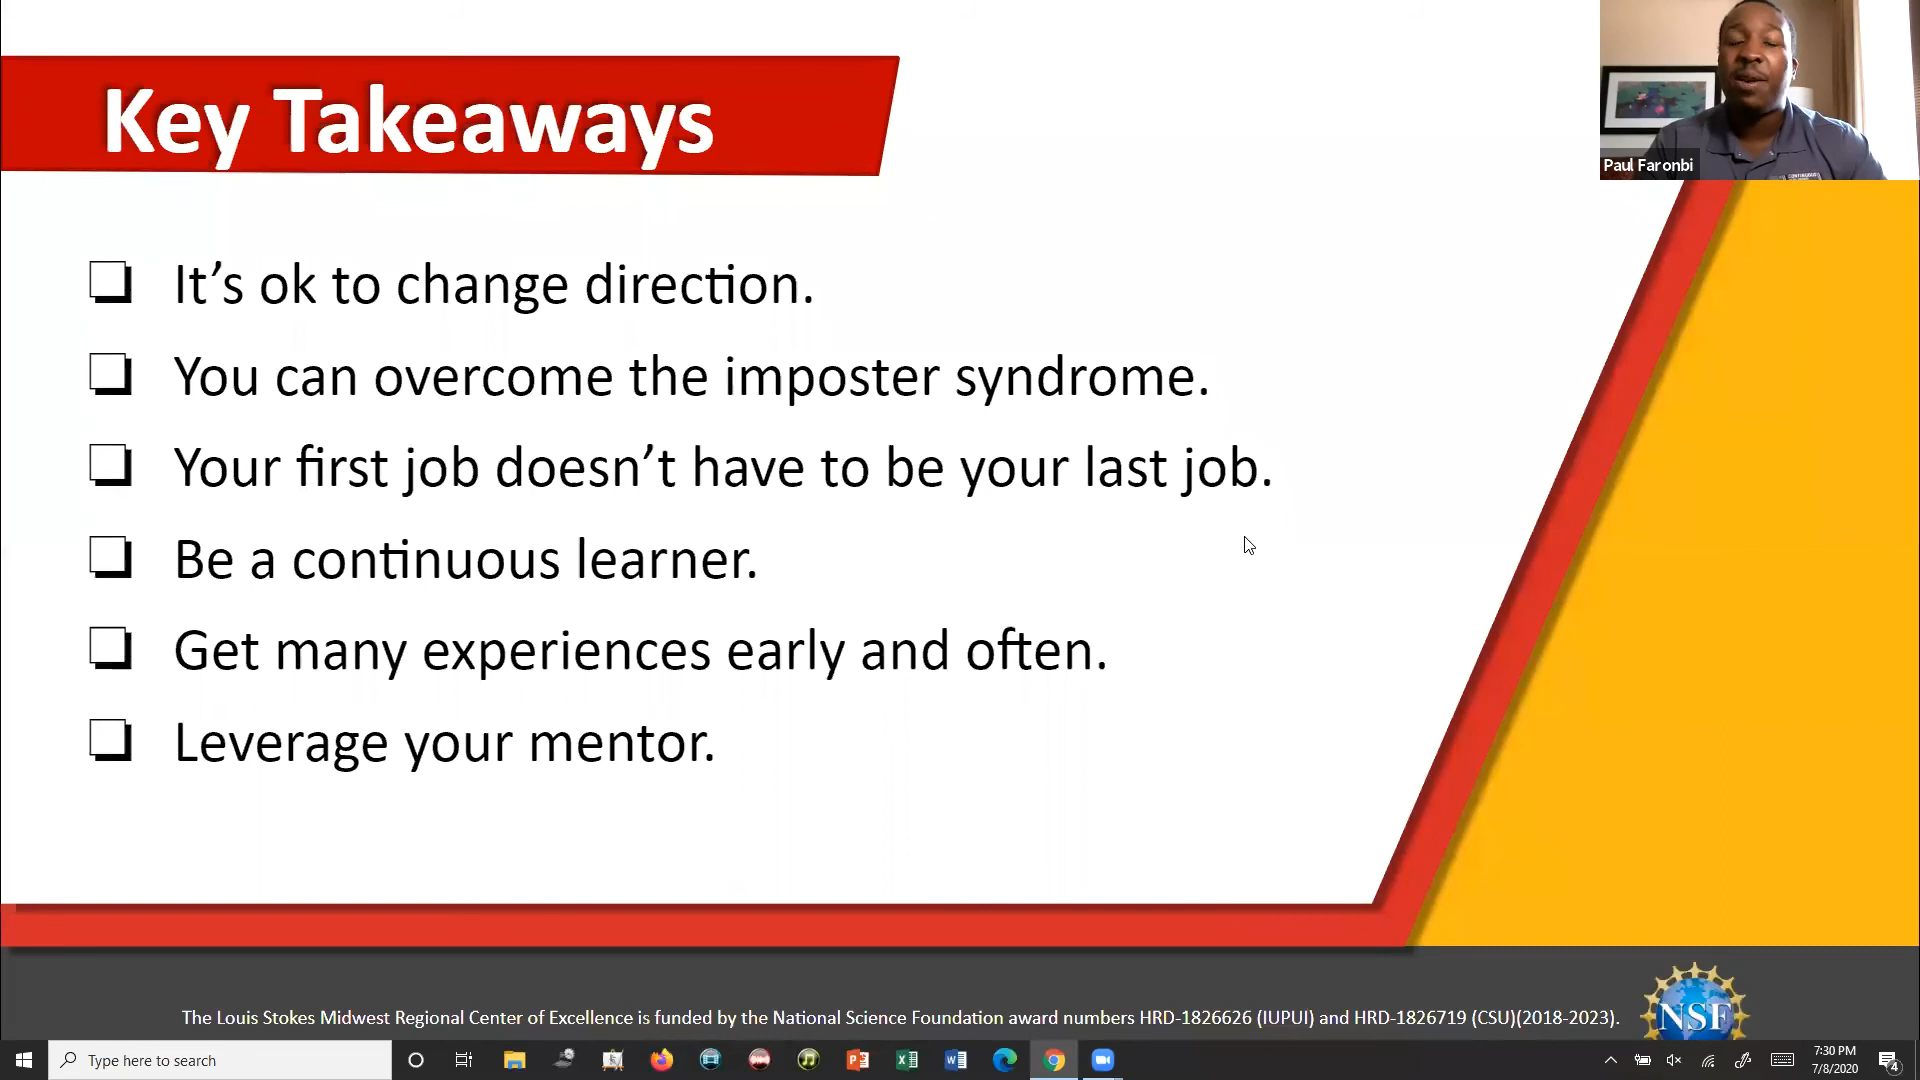 Key Takeaways
Paul Faronbi
❏ It’s ok to change direction.
❏ You can overcome the imposter syndrome.
❏ Your first job doesn’t have to be your last job.
❏ Be a continuous learner.
❏ Get many experiences early and often.
❏ Leverage your mentor.
The Louis Stokes Midwest Regional Center of Excellence is funded by the National Science Foundation award numbers HRD-1826626 (IUPUI) and HRD-1826719 (CSU)(2018-2023).
NSF
Type here to search
7:30 PM
7/8/2020
4